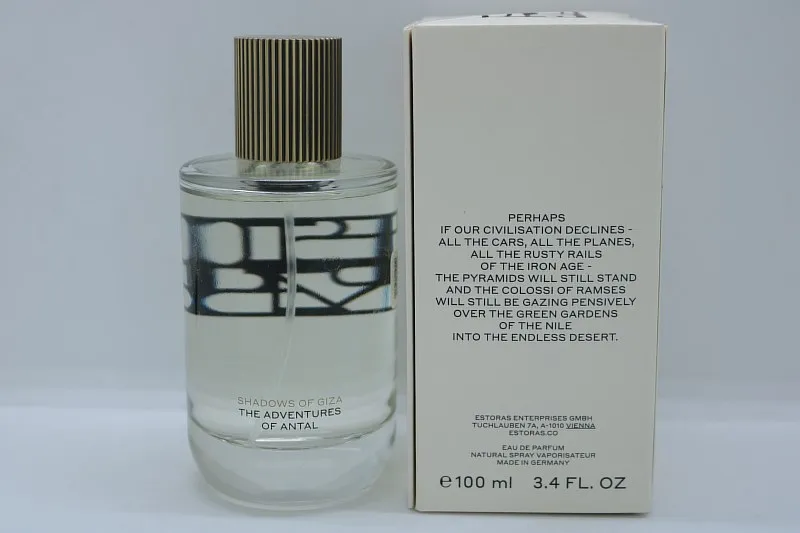 SHADOWS OF GIZA
THE ADVENTURES
OF ANTAL
PERHAPS
IF OUR CIVILISATION DECLINES -
ALL THE CARS, ALL THE PLANES,
ALL THE RUSTY RAILS
OF THE IRON AGE -
THE PYRAMIDS WILL STILL STAND
AND THE COLOSSI OF RAMSES
WILL STILL BE GAZING PENSIVELY
OVER THE GREEN GARDENS
OF THE NILE
INTO THE ENDLESS DESERT.
ESTORAS ENTERPRISES GMBH
TUCHLAUBEN 7A, A-1010 VIENNA
ESTORAS.CO
EAU DE PARFUM
NATURAL SPRAY VAPORISATEUR
MADE IN GERMANY
℮ 100 ml 3.4 FL. OZ